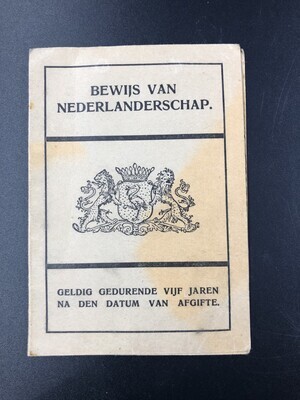 BEWIJS VAN
NEDERLANDERSCHAP.
GELDIG GEDURENDE VIJF JAREN
NA DEN DATUM VAN AFGIFTE.